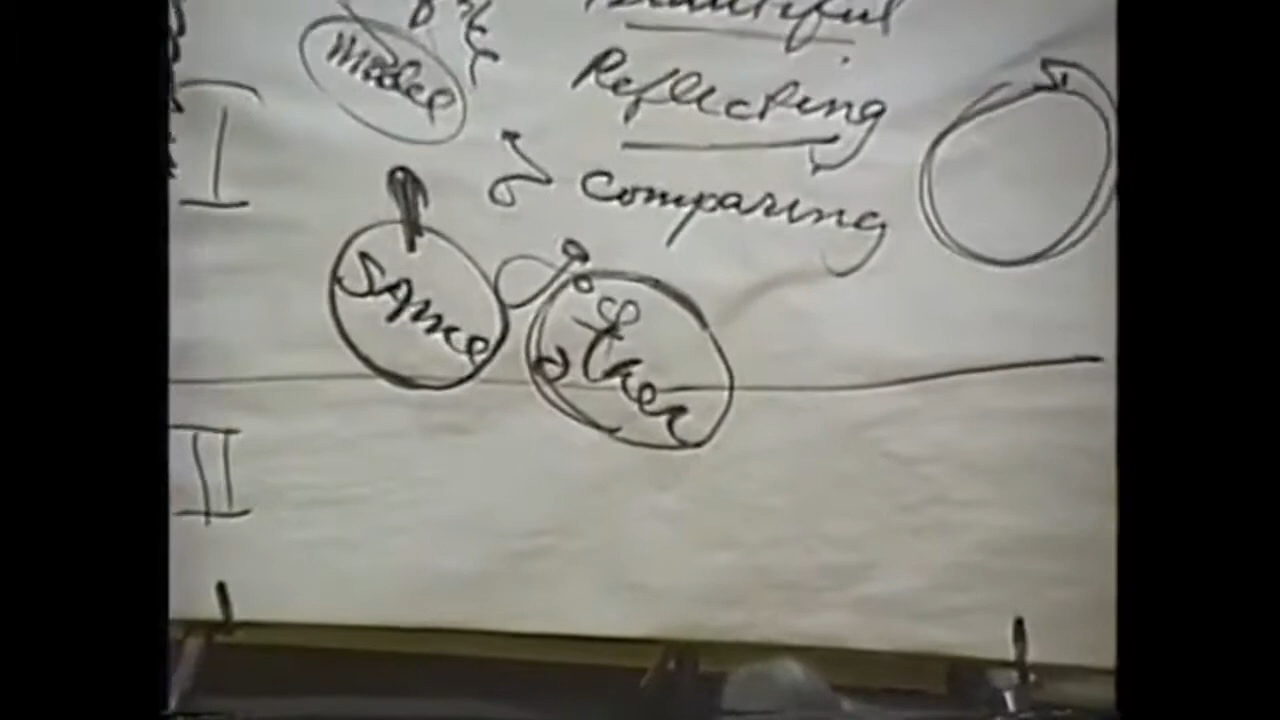 Beautiful
Model
Reflecting
I
Comparing
Same
Other
II